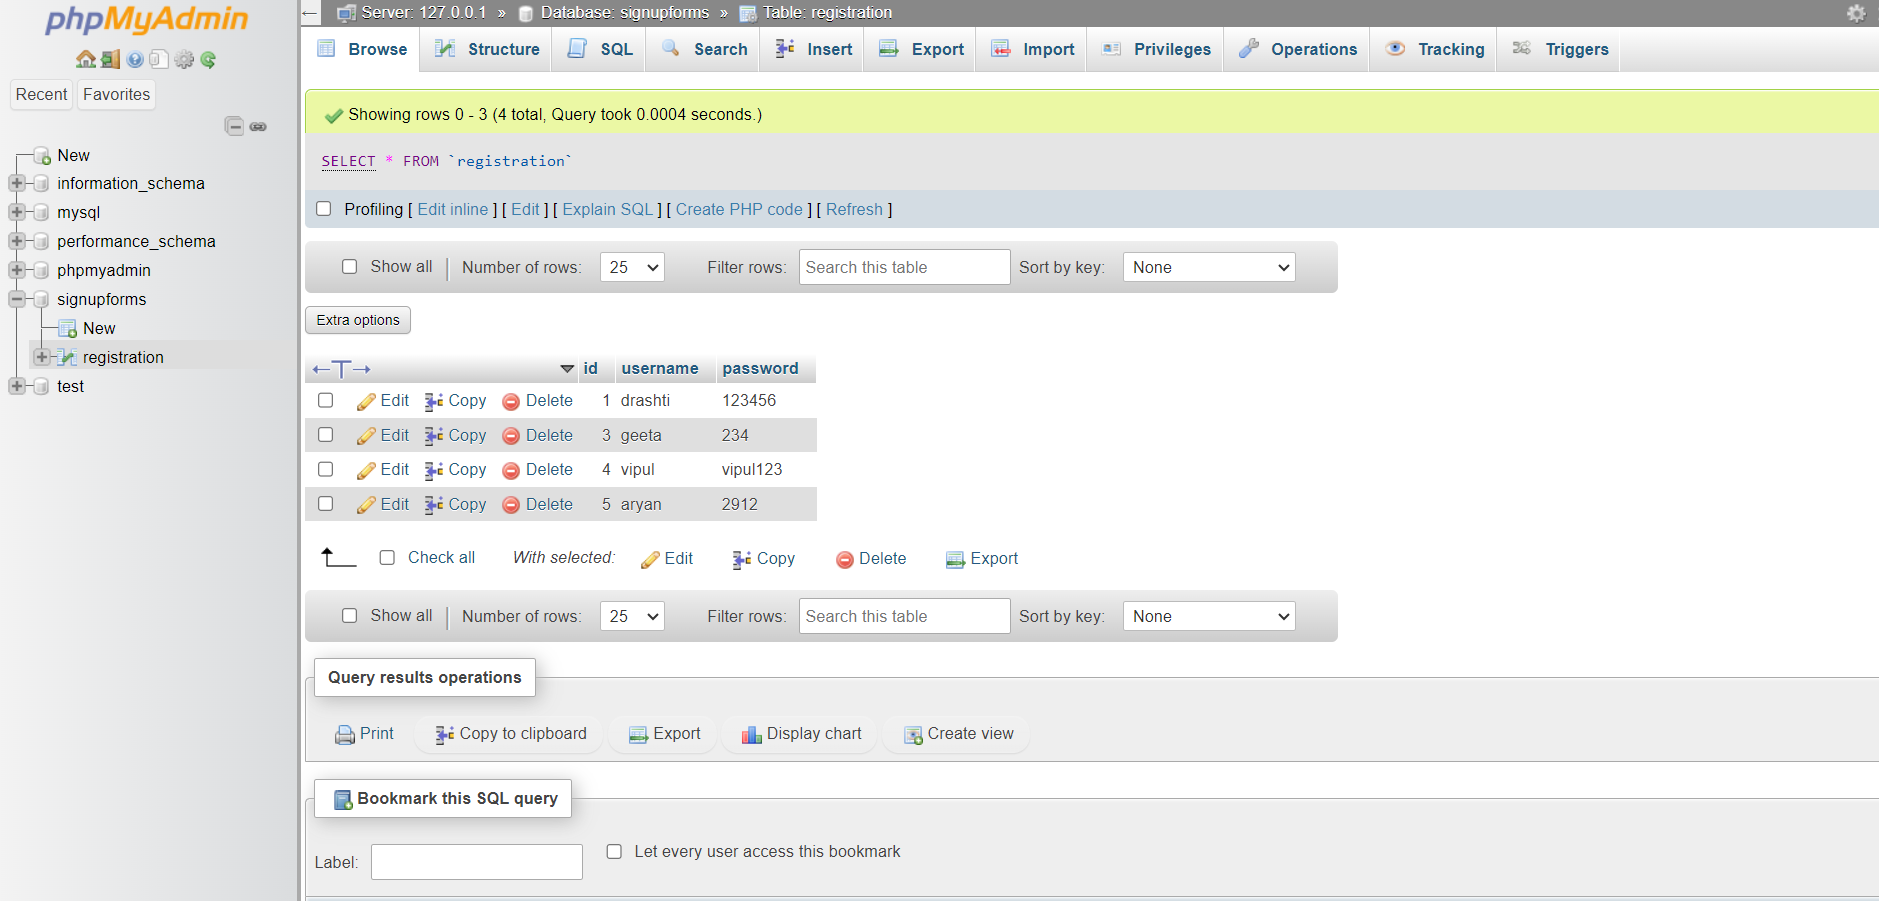 phpMyAdmin
Recent Favorites
New
information_schema
mysql
performance_schema
phpmyadmin
signupforms
New
registration
test
Server: 127.0.0.1 » Database: signupforms » Table: registration
Browse Structure SQL Search Insert Export Import Privileges Operations Tracking Triggers
Showing rows 0 - 3 (4 total, Query took 0.0004 seconds.)
SELECT * FROM `registration`
Profiling [ Edit inline ] [ Edit ] [ Explain SQL ] [ Create PHP code ] [ Refresh ]
Show all Number of rows: 25 Filter rows: Search this table Sort by key: None
Extra options
id username password
Edit Copy Delete 1 drashti 123456
Edit Copy Delete 3 geeta 234
Edit Copy Delete 4 vipul vipul123
Edit Copy Delete 5 aryan 2912
Check all With selected: Edit Copy Delete Export
Show all Number of rows: 25 Filter rows: Search this table Sort by key: None
Query results operations
Print Copy to clipboard Export Display chart Create view
Bookmark this SQL query
Label: Let every user access this bookmark